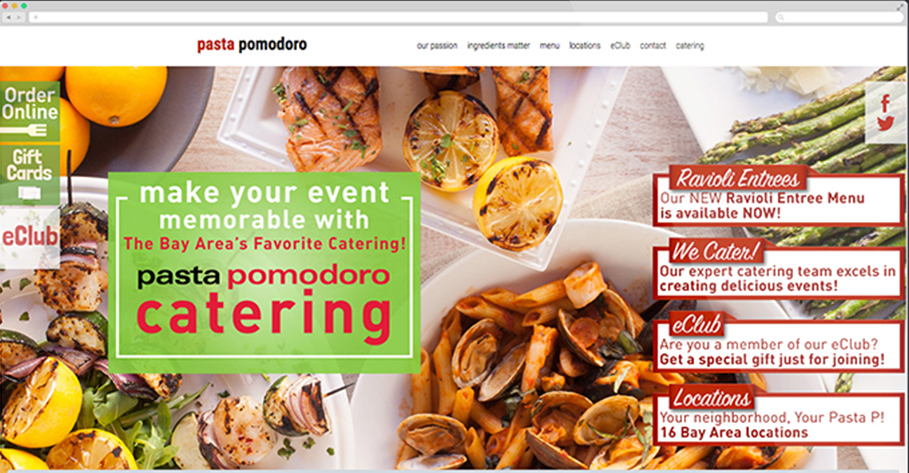 pasta pomodoro
our passion ingredients matter menu locations eClub contact catering
Order
Online
Gift
Cards
eClub
make your event
memorable with
The Bay Area's Favorite Catering!
pasta pomodoro
catering
Ravioli Entrees
Our NEW Ravioli Entree Menu
is available NOW!
We Cater!
Our expert catering team excels in
creating delicious events!
eClub
Are you a member of our eClub?
Get a special gift just for joining!
Locations
Your neighborhood, Your Pasta P!
16 Bay Area locations